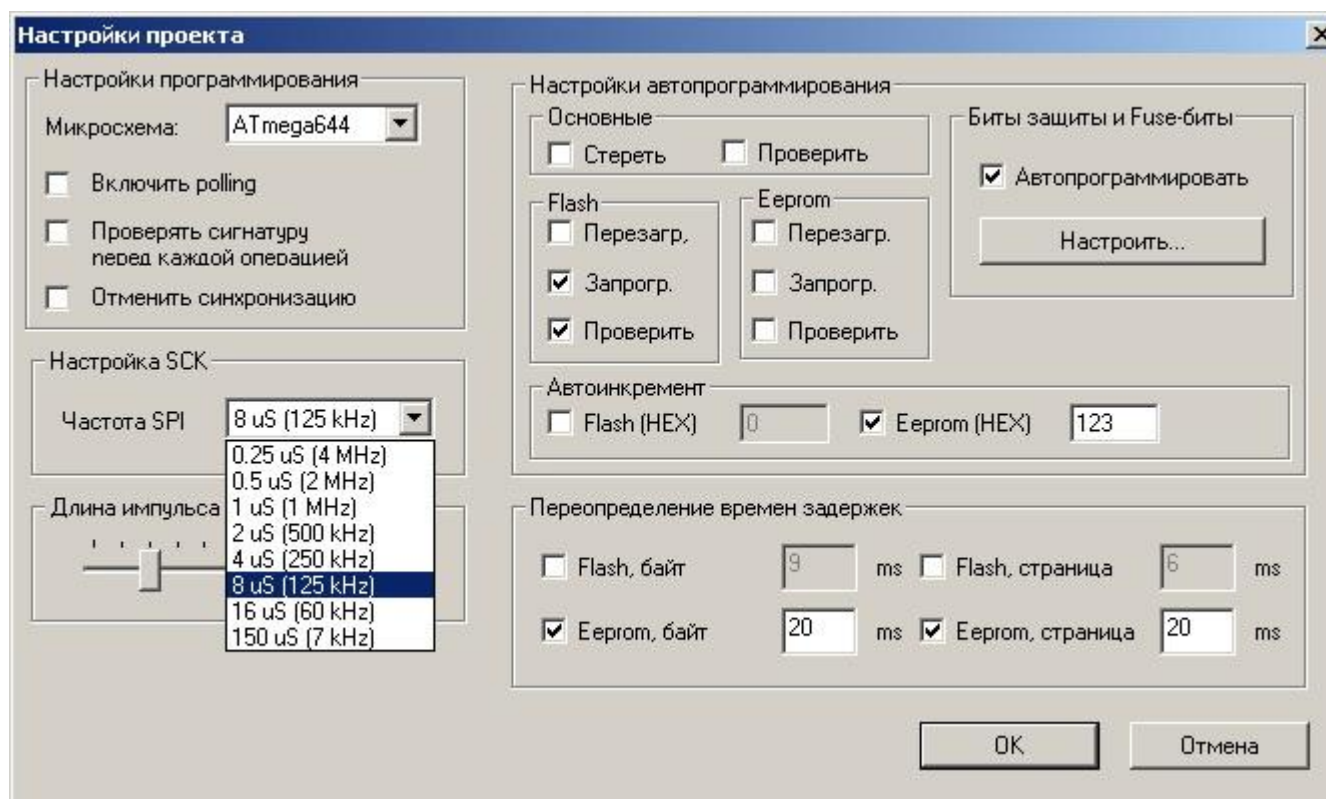 Настройки проекта
Настройки программирования
Микросхема: ATmega644
Включить polling
Проверять сигнатуру
перед каждой операцией
Отменить синхронизацию
Настройка SCK
Частота SPI 8 uS (125 kHz)
0.25 uS (4 MHz)
0.5 uS (2 MHz)
1 uS (1 MHz)
2 uS (500 kHz)
4 uS (250 kHz)
8 uS (125 kHz)
16 uS (60 kHz)
150 uS (7 kHz)
Длина импульса
Настройки автопрограммирования
Основные
Стереть Проверить
Flash
Перезагр,
Запрогр.
Проверить
Eeprom
Перезагр.
Запрогр.
Проверить
Биты защиты и Fuse-биты
Автопрограммировать
Настроить...
Автоинкремент
Flash (HEX) 0 Eeprom (HEX) 123
Переопределение времен задержек
Flash, байт 9 ms Flash, страница 6 ms
Eeprom, байт 20 ms Eeprom, страница 20 ms
OK Отмена